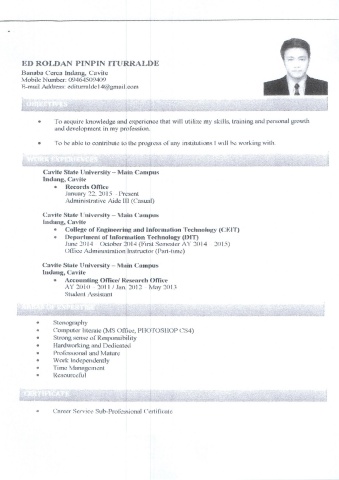 ED ROLDAN PINPIN ITURRALDE
Banaba Cerca Indang, Cavite
Mobile Number: 09464509409
E-mail Address: editurralde14@gmail.com
OBJECTIVES
• To acquire knowledge and experience that will utilize my skills, training and personal growth
and development in my profession.
• To be able to contribute to the progress of any institutions I will be working with.
WORK EXPERIENCES
Cavite State University – Main Campus
Indang, Cavite
• Records Office
January 22, 2015 - Present
Administrative Aide III (Casual)
Cavite State University – Main Campus
Indang, Cavite
• College of Engineering and Information Technology (CEIT)
• Department of Information Technology (DIT)
June 2014 – October 2014 (First Semester AY 2014 – 2015)
Office Administration Instructor (Part-time)
Cavite State University – Main Campus
Indang, Cavite
• Accounting Office/ Research Office
AY 2010 – 2011 / Jan. 2012 – May 2013
Student Assistant
OF EXPERTISE
• Stenography
• Computer literate (MS Office, PHOTOSHOP CS4)
• Strong sense of Responsibility
• Hardworking and Dedicated
• Professional and Mature
• Work Independently
• Time Management
• Resourceful
CERTIFICATE
• Career Service Sub-Professional Certificate